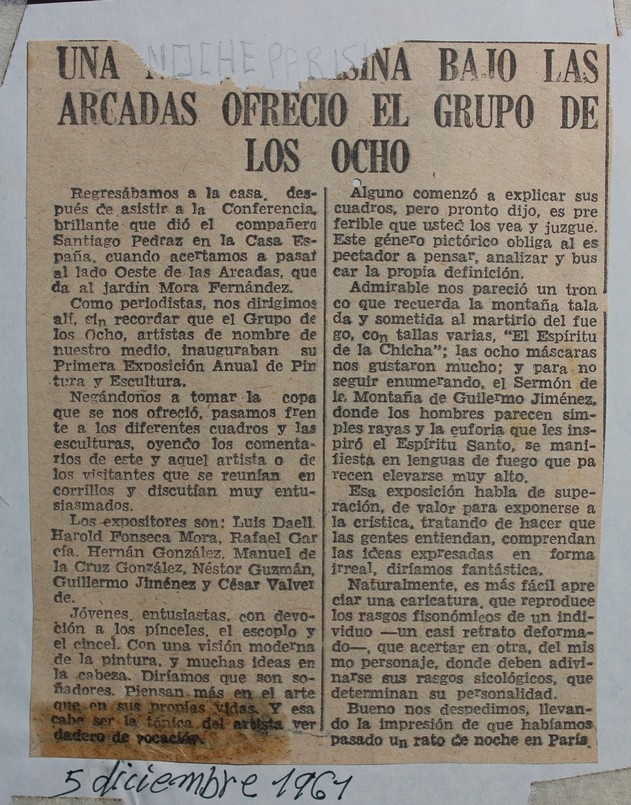 UNA NOCHE PARISINA BAJO LAS
ARCADAS OFRECIO EL GRUPO DE
LOS OCHO
Regresábamos a la casa, des-
pués de asistir a la Conferencia,
brillante que dió el compañero
Santiago Pedraz en la Casa Es-
paña, cuando acertamos a pasar
al lado Oeste de las Arcadas, que
da al jardín Mora Fernández.
Como periodistas, nos dirigimos
alí, sin recordar que el Grupo de
los Ocho, artistas de nombre de
nuestro medio, inauguraban su
Primera Exposición Anual de Pin
tura y Escultura.
Negándonos a tomar la copa
que se nos ofreció, pasamos fren
te a los diferentes cuadros y las
esculturas, oyendo los comenta-
rios de este y aquel artista o de
los visitantes que se reunían en
corrillos y discutían muy entu-
siasmados.
Los expositores son: Luis Daell,
Harold Fonseca Mora, Rafael Gar
cía, Hernán González, Manuel de
la Cruz González, Néstor Guzmán,
Guillermo Jiménez y César Valver
de.
Jóvenes, entusiastas, con devo-
ción a los pínceles, el escoplo y
el cincel. Con una visión moderna
de la pintura, y muchas ideas en
la cabeza. Diríamos que son so-
ñadores. Piensan más en el arte
que en sus propias vidas. Y esa
cabe ser la tónica del artista ver
dadero de vocación.
Alguno comenzó a explicar sus
cuadros, pero pronto dijo, es pre
ferible que usted los vea y juzgue.
Este género pictórico obliga al es
pectador a pensar, analizar y bus
car la propia definición.
Admirable nos pareció un tron
co que recuerda la montaña tala
da y sometida al martirio del fue
go, con tallas varias, "El Espíritu
de la Chicha"; las ocho máscaras
nos gustaron mucho; y para no
seguir enumerando, el Sermón de
la Montaña de Guilermo Jiménez,
donde los hombres parecen sim-
ples rayas y la euforia que les ins-
piró el Espíritu Santo, se mani-
fiesta en lenguas de fuego que pa
recen elevarse muy alto.
Esa exposición habla de supe-
ración, de valor para exponerse a
la crística, tratando de hacer que
las gentes entiendan, comprendan
las ideas expresadas en forma
irreal, diríamos fantástica.
Naturalmente, es más fácil apre
ciar una caricatura, que reproduce
los rasgos fisonómicos de un indi-
viduo —un casi retrato deforma-
do—, que acertar en otra, del mis
mo personaje, donde deben adivi-
narse sus rasgos sicológicos, que
determinan su personalidad.
Bueno nos despedimos, llevan-
do la impresión de que habíamos
pasado un rato de noche en París.
5 diciembre 1961